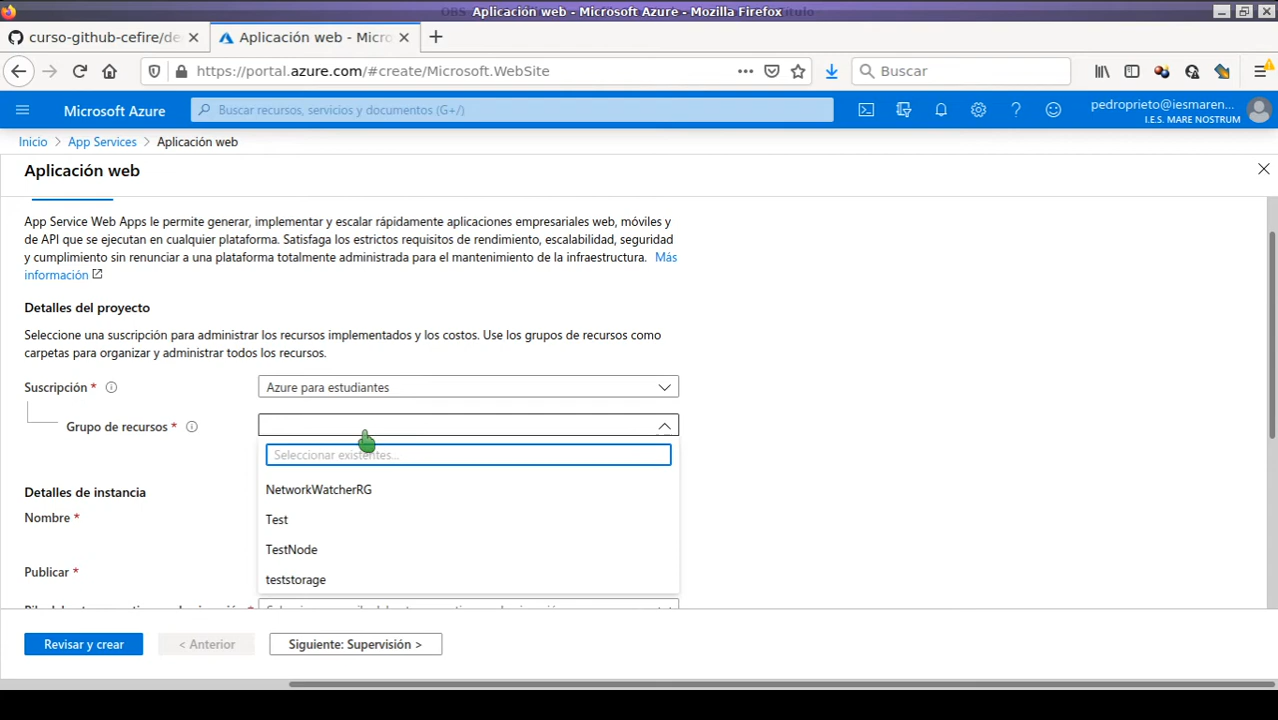 Aplicación web - Microsoft Azure - Mozilla Firefox
curso-github-cefire/de
Aplicación web - Micro
https://portal.azure.com/#create/Microsoft.WebSite
Buscar
Microsoft Azure
Buscar recursos, servicios y documentos (G+/)
pedroprieto@iesmaren...
I.E.S. MARE NOSTRUM
Inicio > App Services > Aplicación web
Aplicación web
App Service Web Apps le permite generar, implementar y escalar rápidamente aplicaciones empresariales web, móviles y
de API que se ejecutan en cualquier plataforma. Satisfaga los estrictos requisitos de rendimiento, escalabilidad, seguridad
y cumplimiento sin renunciar a una plataforma totalmente administrada para el mantenimiento de la infraestructura. Más
información
Detalles del proyecto
Seleccione una suscripción para administrar los recursos implementados y los costos. Use los grupos de recursos como
carpetas para organizar y administrar todos los recursos.
Suscripción *
Azure para estudiantes
Grupo de recursos *
Seleccionar existentes...
NetworkWatcherRG
Detalles de instancia
Nombre *
Test
TestNode
Publicar *
teststorage
Revisar y crear
< Anterior
Siguiente: Supervisión >